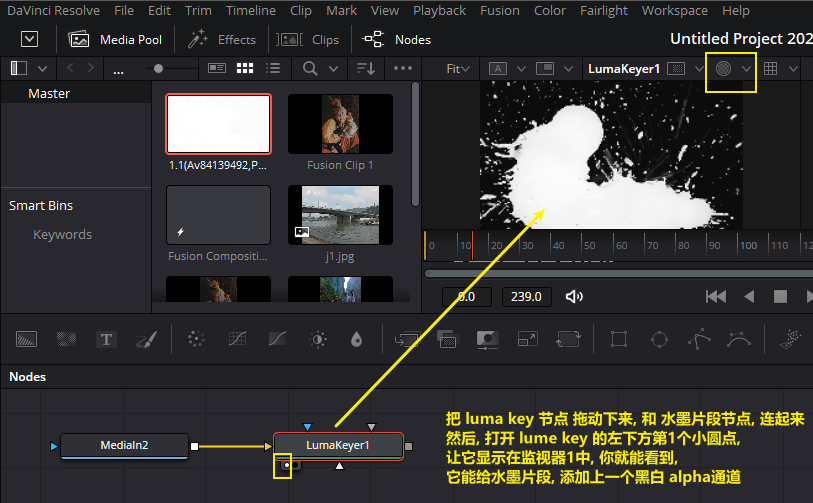 DaVinci Resolve File Edit Trim Timeline Clip Mark View Playback Fusion Color Fairlight Workspace Help
Media Pool Effects Clips Nodes Untitled Project 202
... Fit A LumaKeyer1
Master
1.1(Av84139492,P... Fusion Clip 1
Smart Bins
Keywords
Fusion Compositi... j1.jpg
0 10 20 30 40 50 60 70 80 90 100 110 12
0.0 239.0
T
Nodes
MediaIn2 LumaKeyer1
把 luma key 节点 拖动下来, 和 水墨片段节点, 连起来
然后, 打开 lume key 的左下方第1个小圆点,
让它显示在监视器1中, 你就能看到,
它能给水墨片段, 添加上一个黑白 alpha通道